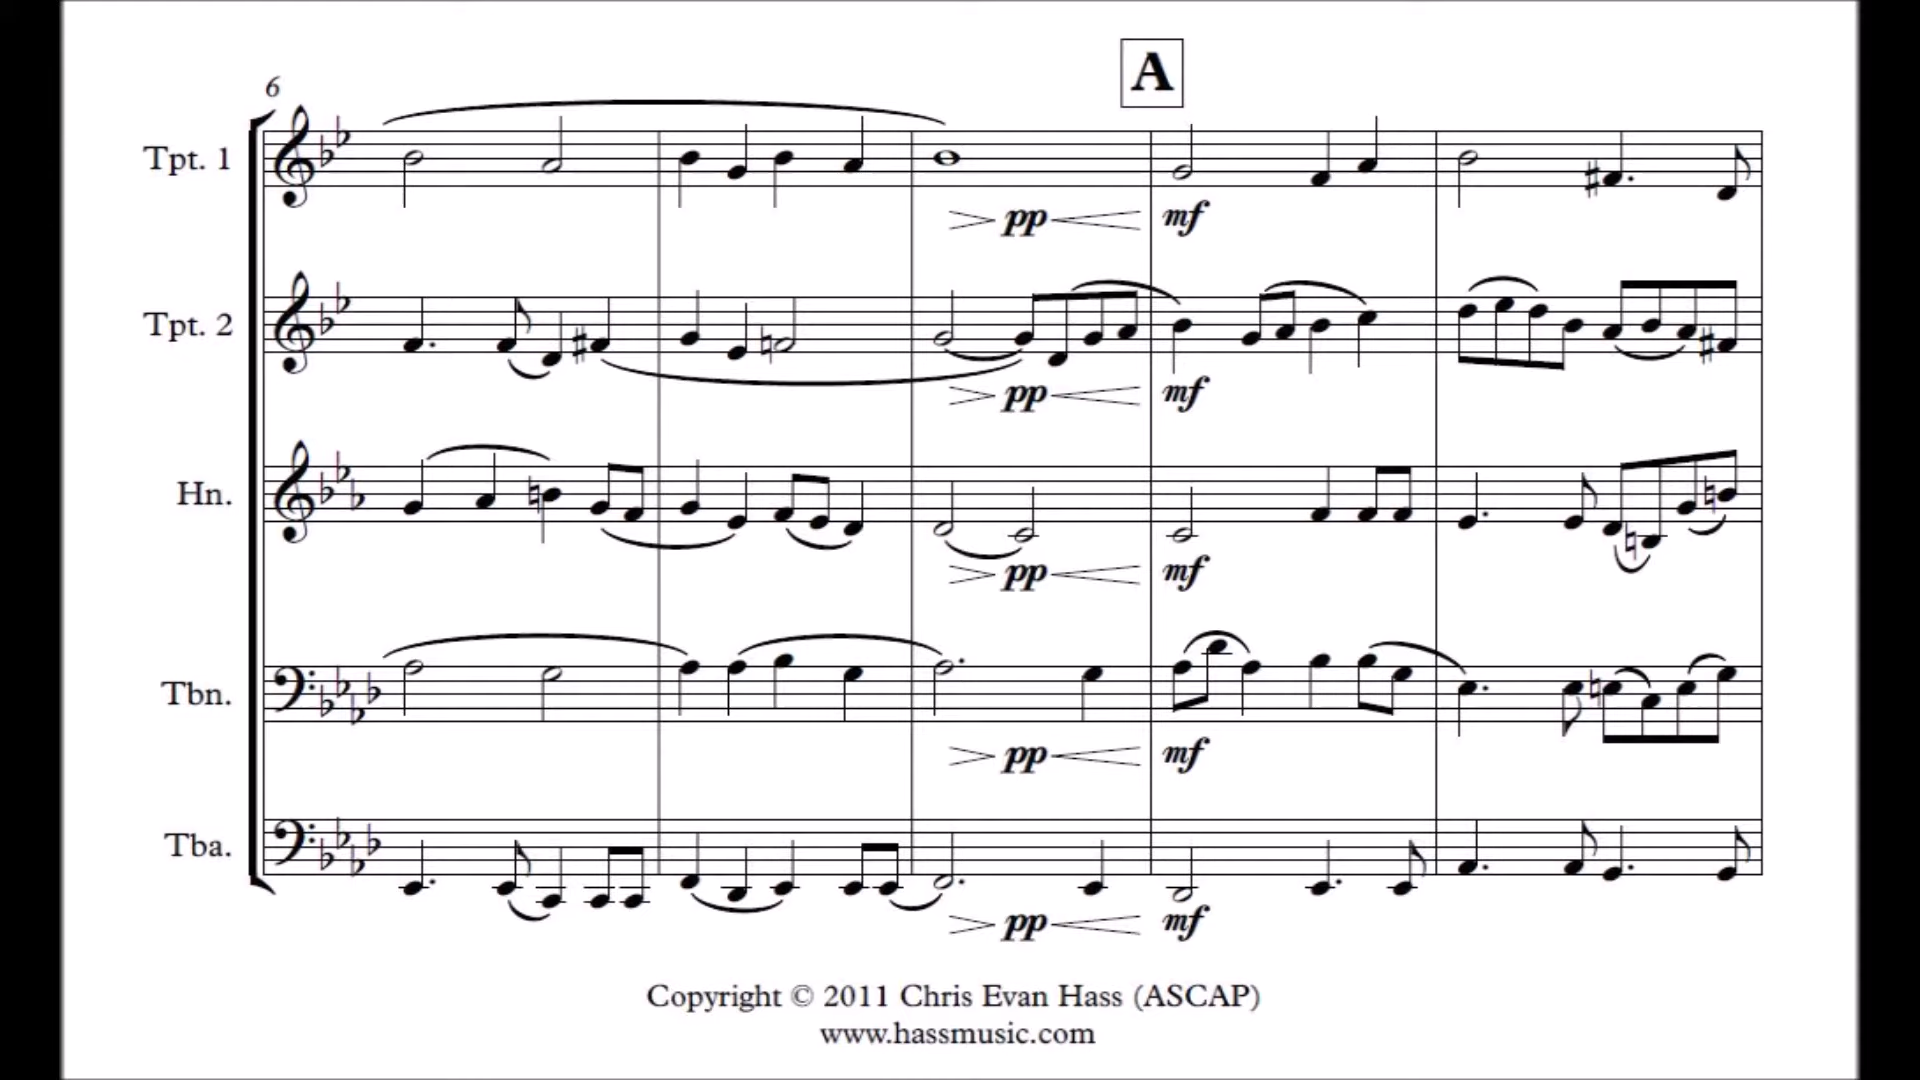 A
6
Tpt. 1
pp mf
Tpt. 2
pp mf
Hn.
pp mf
Tbn.
pp mf
Tba.
pp mf
Copyright © 2011 Chris Evan Hass (ASCAP)
www.hassmusic.com